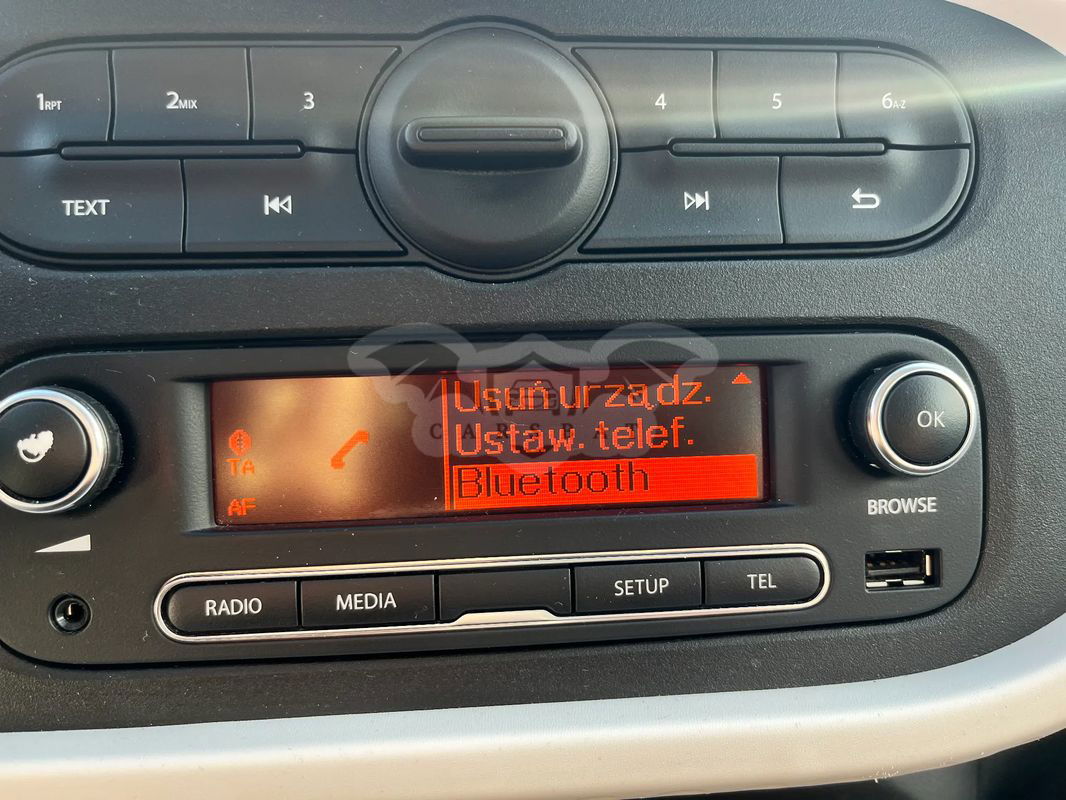 1RPT
2MIX
3
4
5
6A-Z
TEXT
Usuń urządz.
Ustaw. telef.
Bluetooth
TA
AF
CARSBAT
OK
BROWSE
RADIO
MEDIA
SETUP
TEL